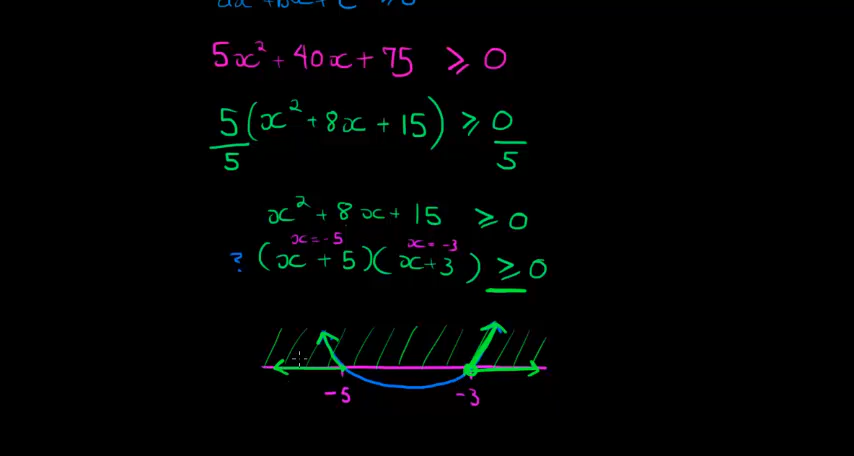 5x² + 40x + 75 ≥ 0
5(x² + 8x + 15) ≥ 0
5 5
x² + 8x + 15 ≥ 0
x = -5 x = -3
? (x + 5)(x + 3) ≥ 0
-5 -3